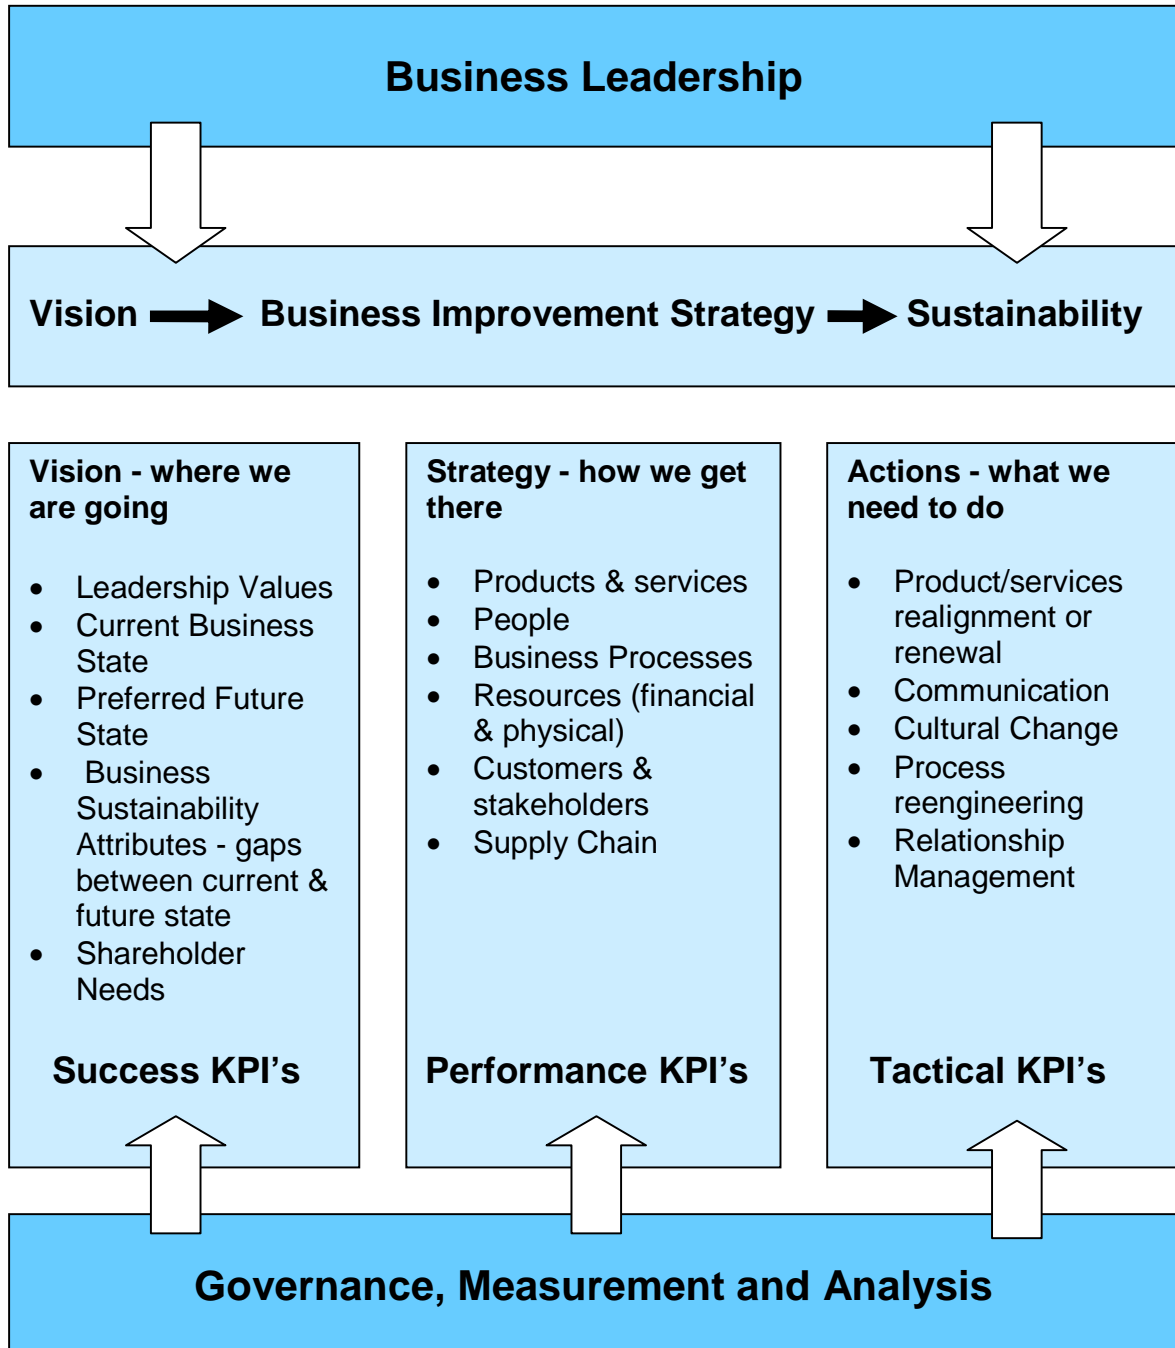 Business Leadership
Vision Business Improvement Strategy Sustainability
Vision - where we
are going
• Leadership Values
• Current Business
State
• Preferred Future
State
• Business
Sustainability
Attributes - gaps
between current &
future state
• Shareholder
Needs
Success KPI's
Strategy - how we get
there
• Products & services
• People
• Business Processes
• Resources (financial
& physical)
• Customers &
stakeholders
• Supply Chain
Performance KPI's
Actions - what we
need to do
• Product/services
realignment or
renewal
• Communication
• Cultural Change
• Process
reengineering
• Relationship
Management
Tactical KPI's
Governance, Measurement and Analysis